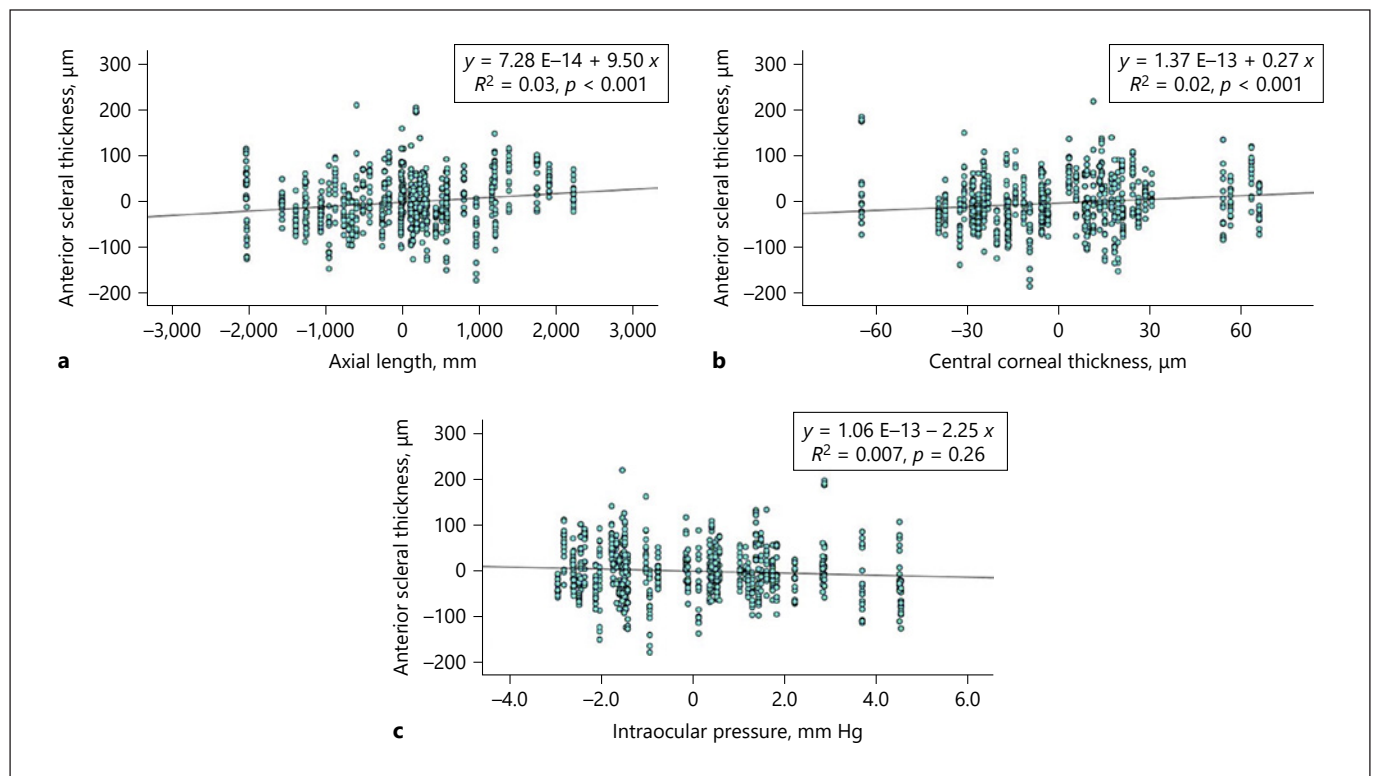 y = 7.28 E–14 + 9.50 x
R2 = 0.03, p < 0.001
Anterior scleral thickness, µm
300
200
100
0
–100
–200
–3,000 –2,000 –1,000 0 1,000 2,000 3,000
Axial length, mm
a
y = 1.37 E–13 + 0.27 x
R2 = 0.02, p < 0.001
Anterior scleral thickness, µm
300
200
100
0
–100
–200
–60 –30 0 30 60
Central corneal thickness, µm
b
y = 1.06 E–13 – 2.25 x
R2 = 0.007, p = 0.26
Anterior scleral thickness, µm
300
200
100
0
–100
–200
–4.0 –2.0 0 2.0 4.0 6.0
Intraocular pressure, mm Hg
c